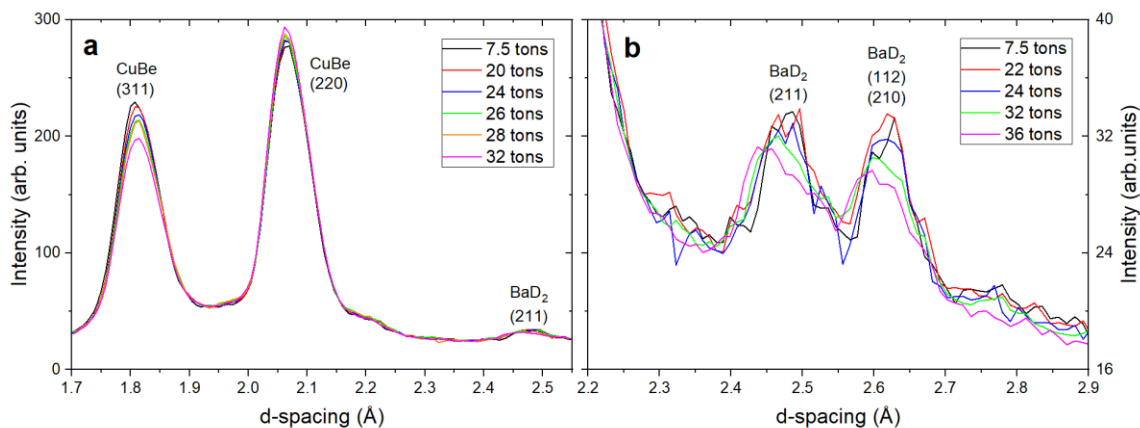 a
CuBe
(311)
CuBe
(220)
BaD₂
(211)
7.5 tons
20 tons
24 tons
26 tons
28 tons
32 tons
Intensity (arb. units)
300
200
100
0
1.7
1.8
1.9
2.0
2.1
2.2
2.3
2.4
2.5
d-spacing (Å)
b
BaD₂
(211)
BaD₂
(112)
(210)
7.5 tons
22 tons
24 tons
32 tons
36 tons
40
32
24
16
Intensity (arb. units)
2.2
2.3
2.4
2.5
2.6
2.7
2.8
2.9
d-spacing (Å)